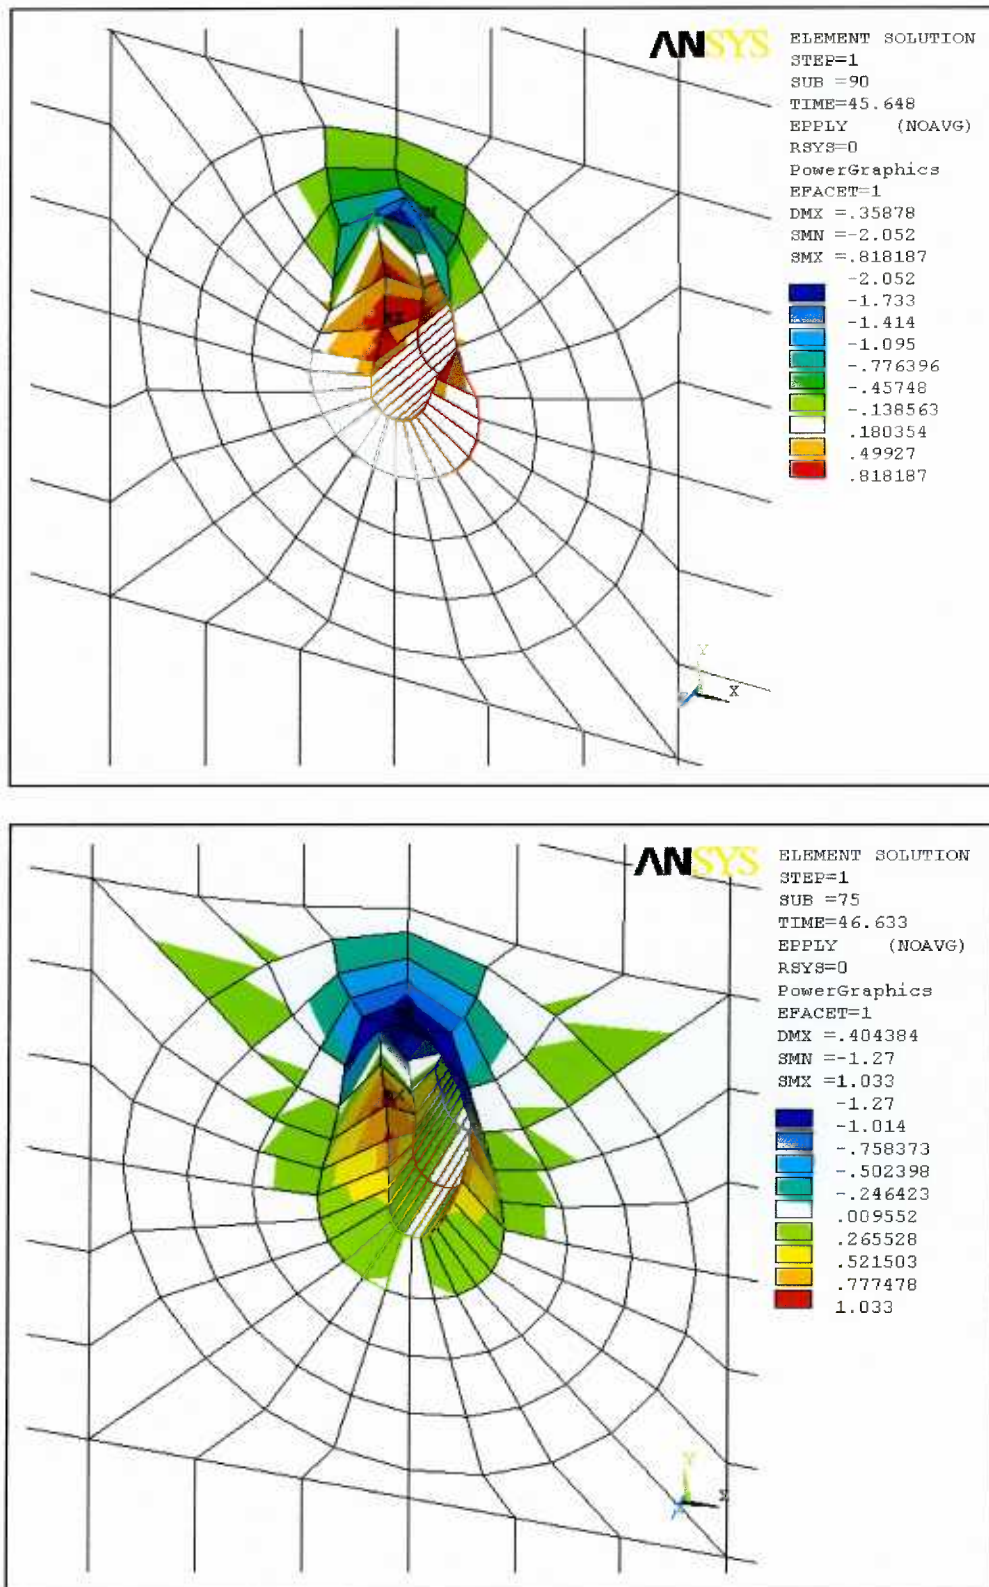 ANSYS
ELEMENT SOLUTION
STEP=1
SUB =90
TIME=45.648
EPPLY (NOAVG)
RSYS=0
PowerGraphics
EFACET=1
DMX =.35878
SMN =-2.052
SMX =.818187
-2.052
-1.733
-1.414
-1.095
-.776396
-.45748
-.138563
.180354
.49927
.818187
MX
Y
X
ANSYS
ELEMENT SOLUTION
STEP=1
SUB =75
TIME=46.633
EPPLY (NOAVG)
RSYS=0
PowerGraphics
EFACET=1
DMX =.404384
SMN =-1.27
SMX =1.033
-1.27
-1.014
-.758373
-.502398
-.246423
.009552
.265528
.521503
.777478
1.033
MX
Y
X